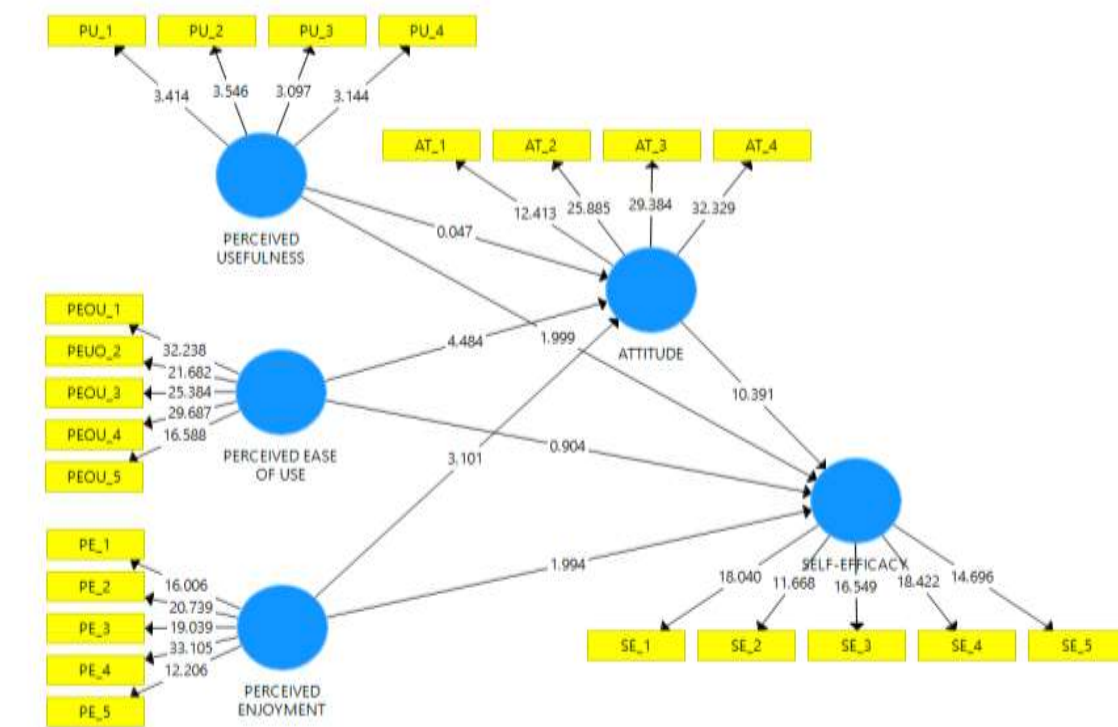 PU_1 PU_2 PU_3 PU_4
3.414 3.546 3.097 3.144
PERCEIVED
USEFULNESS
AT_1 AT_2 AT_3 AT_4
12.413 25.885 29.384 32.329
ATTITUDE
0.047
1.999
4.484
PEOU_1
PEUO_2
PEOU_3
PEOU_4
PEOU_5
32.238
21.682
25.384
29.687
16.588
PERCEIVED EASE
OF USE
10.391
0.904
3.101
1.994
PE_1
PE_2
PE_3
PE_4
PE_5
16.006
20.739
19.039
33.105
12.206
PERCEIVED
ENJOYMENT
SELF-EFFICACY
18.040 11.668 16.549 18.422 14.696
SE_1 SE_2 SE_3 SE_4 SE_5